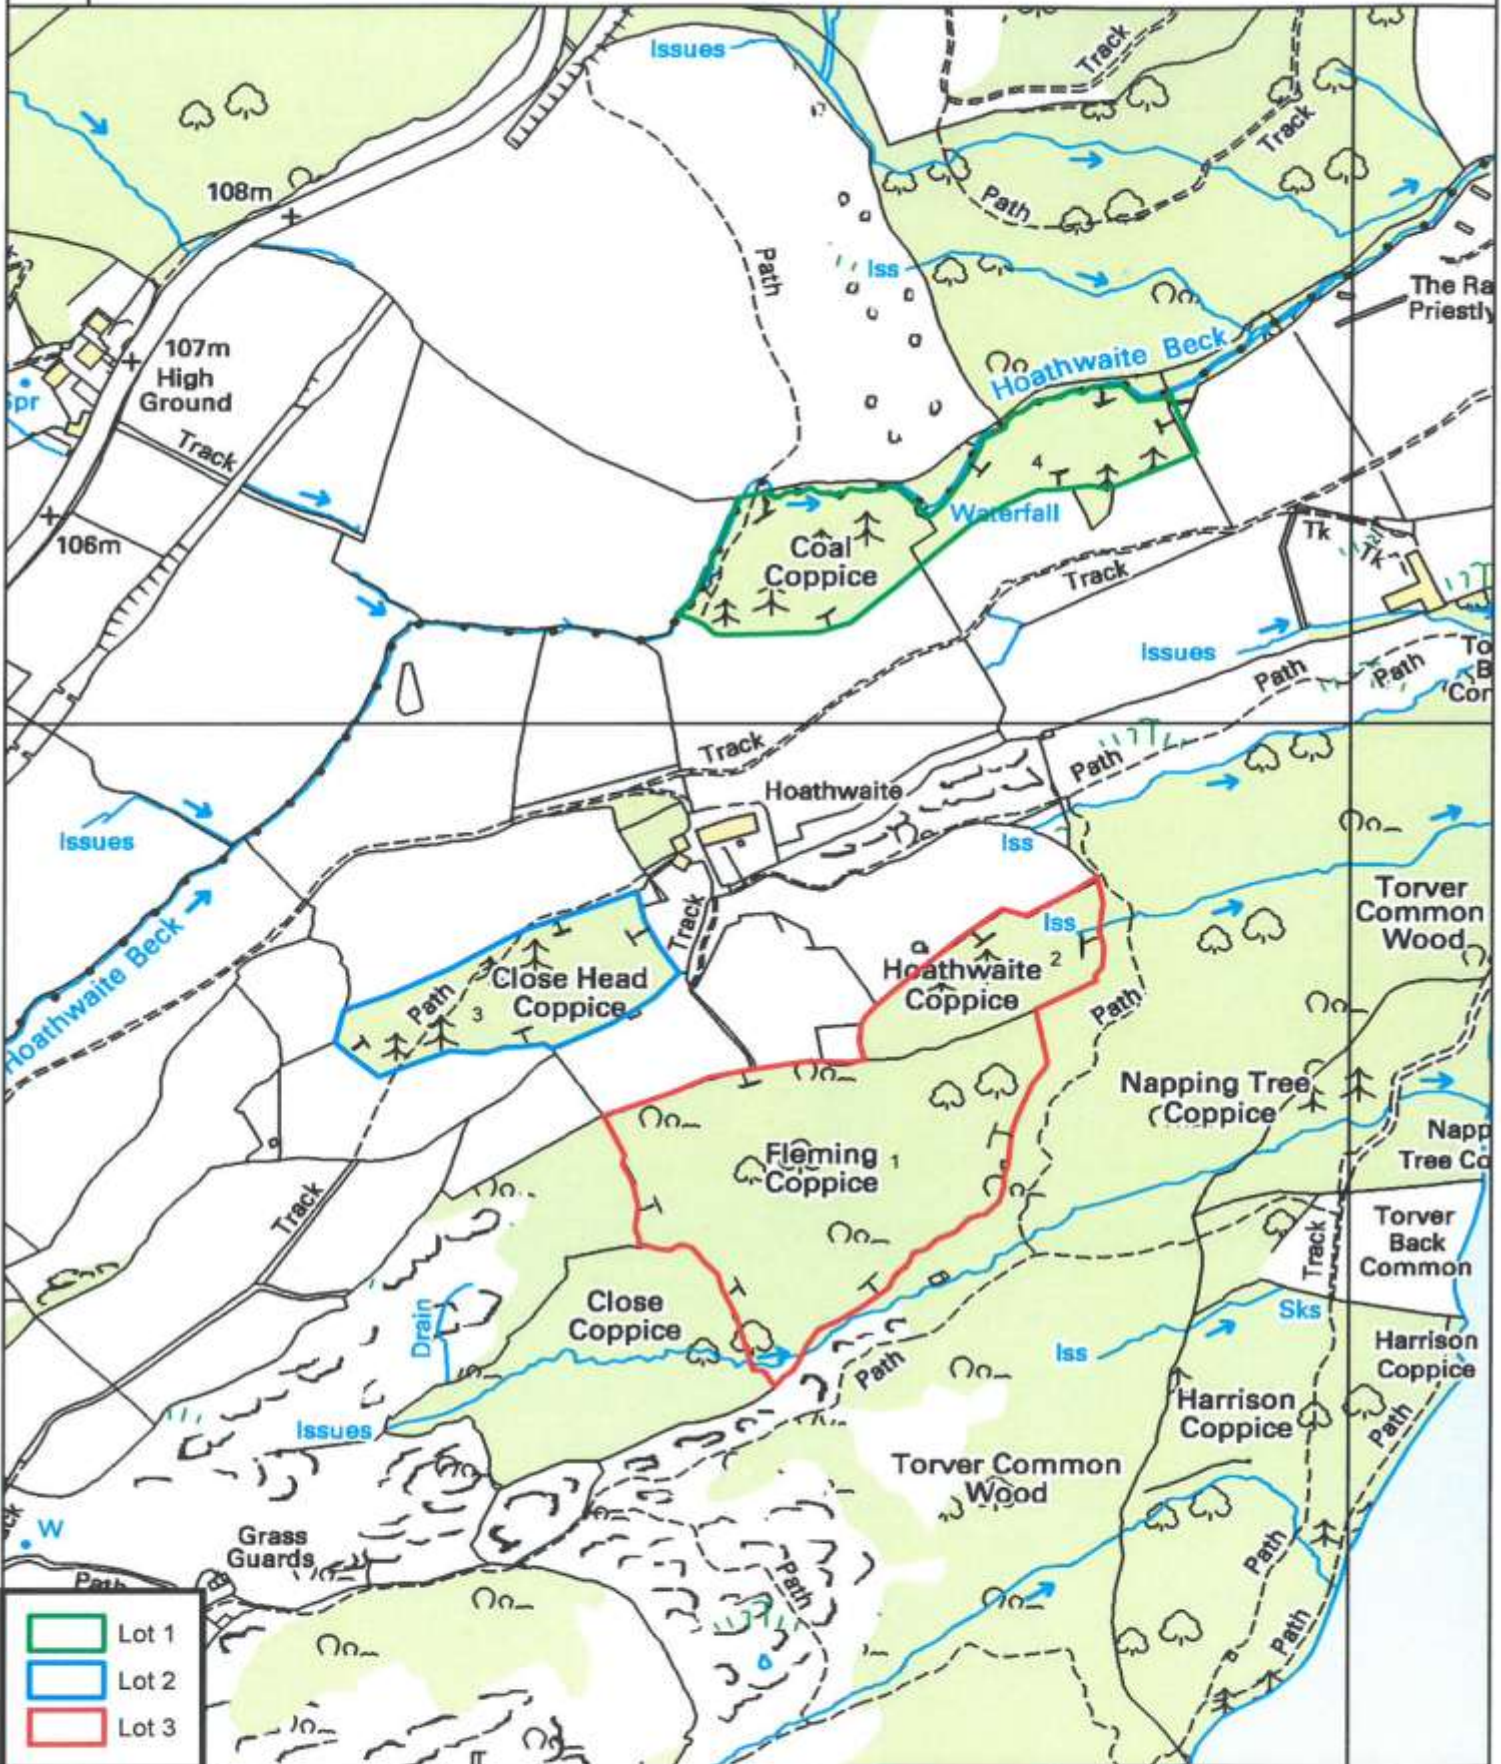 Issues
Track
108m
Track
Path
Path
Iss
The Ra
Priestly
107m
High
Ground
Hoathwaite Beck
Spr
Track
4
Waterfall
106m
Coal
Coppice
Tk
Tk
Track
Issues
Path
Path
To
B
Con
Track
Path
Hoathwaite
Issues
Iss
Torver
Common
Wood
Track
Iss
Hoathwaite 2
Coppice
Close Head
Coppice
Path
3
Hoathwaite Beck
Path
Napping Tree
Coppice
Napp
Tree Co
Fleming 1
Coppice
Track
Track
Torver
Back
Common
Close
Coppice
Drain
Sks
Iss
Harrison
Coppice
Path
Harrison
Coppice
Issues
Path
Torver Common
Wood
W
Grass
Guards
Path
Path
Path
Path
Lot 1
Lot 2
Lot 3